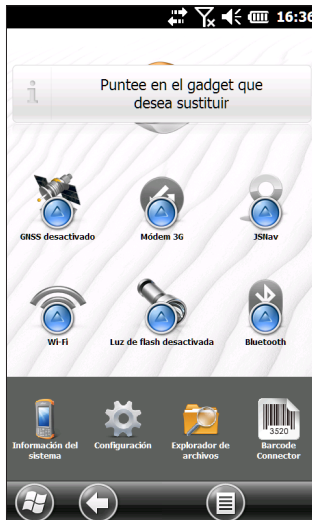 16:36
Puntee en el gadget que
desea sustituir
GNSS desactivado
Módem 3G
JSNav
Wi-Fi
Luz de flash desactivada
Bluetooth
3520
Información del
sistema
Configuración
Explorador de
archivos
Barcode
Connector